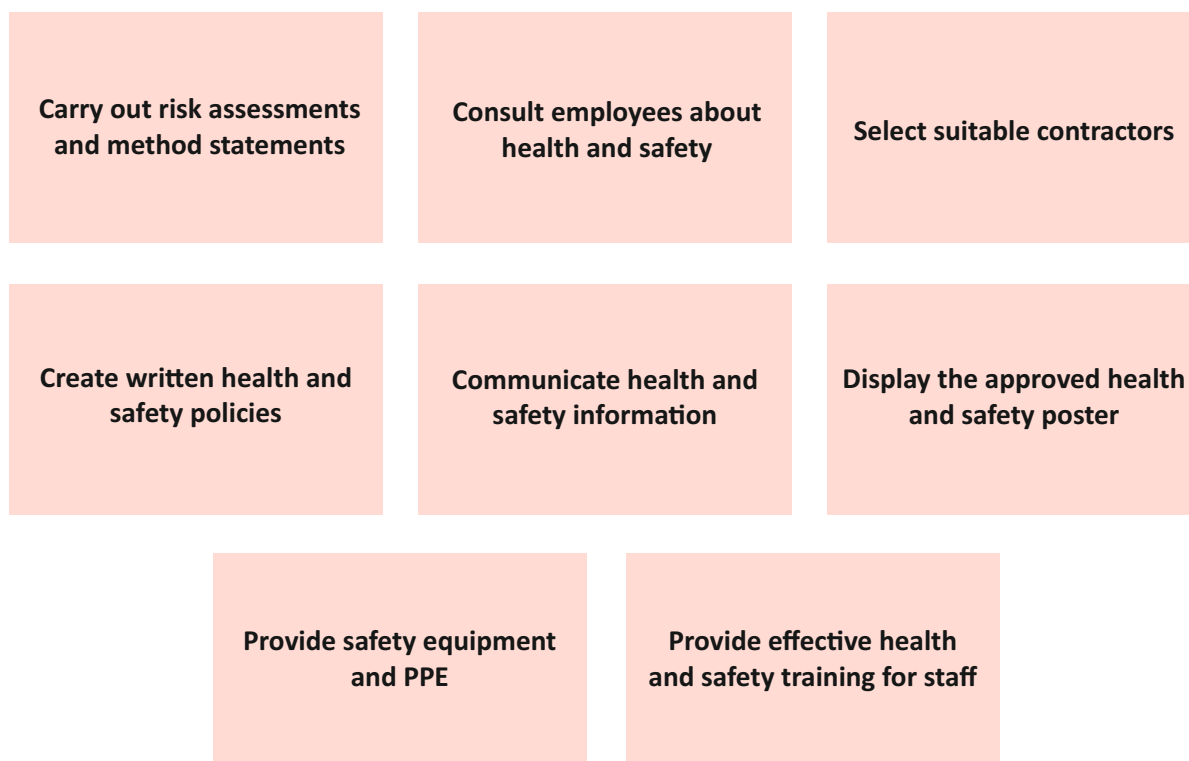 Carry out risk assessments
and method statements
Consult employees about
health and safety
Select suitable contractors
Create written health and
safety policies
Communicate health and
safety information
Display the approved health
and safety poster
Provide safety equipment
and PPE
Provide effective health
and safety training for staff